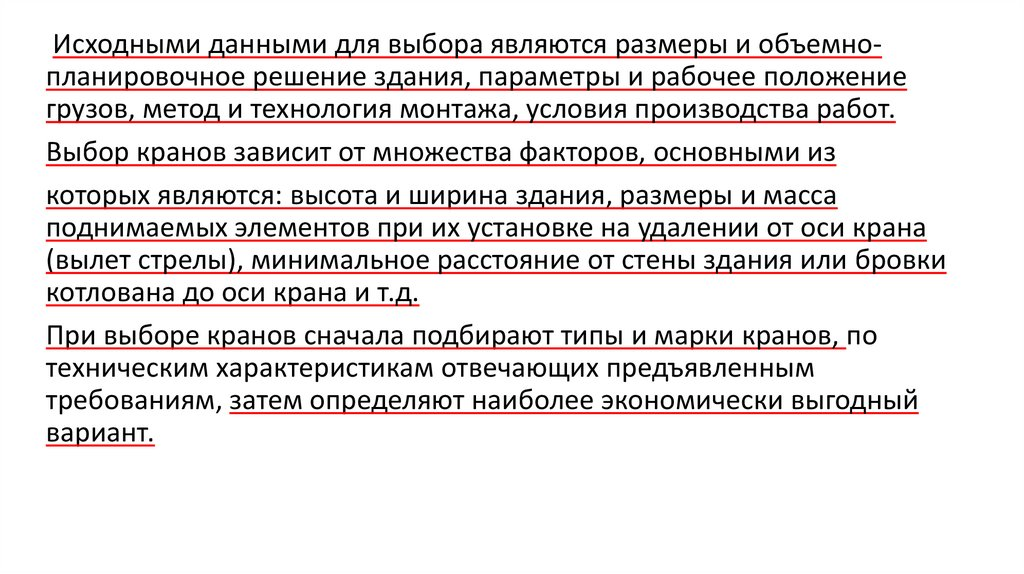 Исходными данными для выбора являются размеры и объемно-
планировочное решение здания, параметры и рабочее положение
грузов, метод и технология монтажа, условия производства работ.
Выбор кранов зависит от множества факторов, основными из
которых являются: высота и ширина здания, размеры и масса
поднимаемых элементов при их установке на удалении от оси крана
(вылет стрелы), минимальное расстояние от стены здания или бровки
котлована до оси крана и т.д.
При выборе кранов сначала подбирают типы и марки кранов, по
техническим характеристикам отвечающих предъявленным
требованиям, затем определяют наиболее экономически выгодный
вариант.